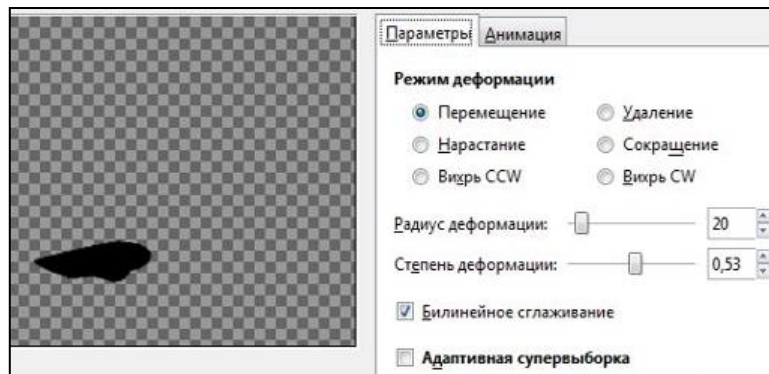 Параметры Анимация
Режим деформации
Перемещение Удаление
Нарастание Сокращение
Вихрь CCW Вихрь CW
Радиус деформации: 20
Степень деформации: 0,53
Билинейное сглаживание
Адаптивная супервыборка